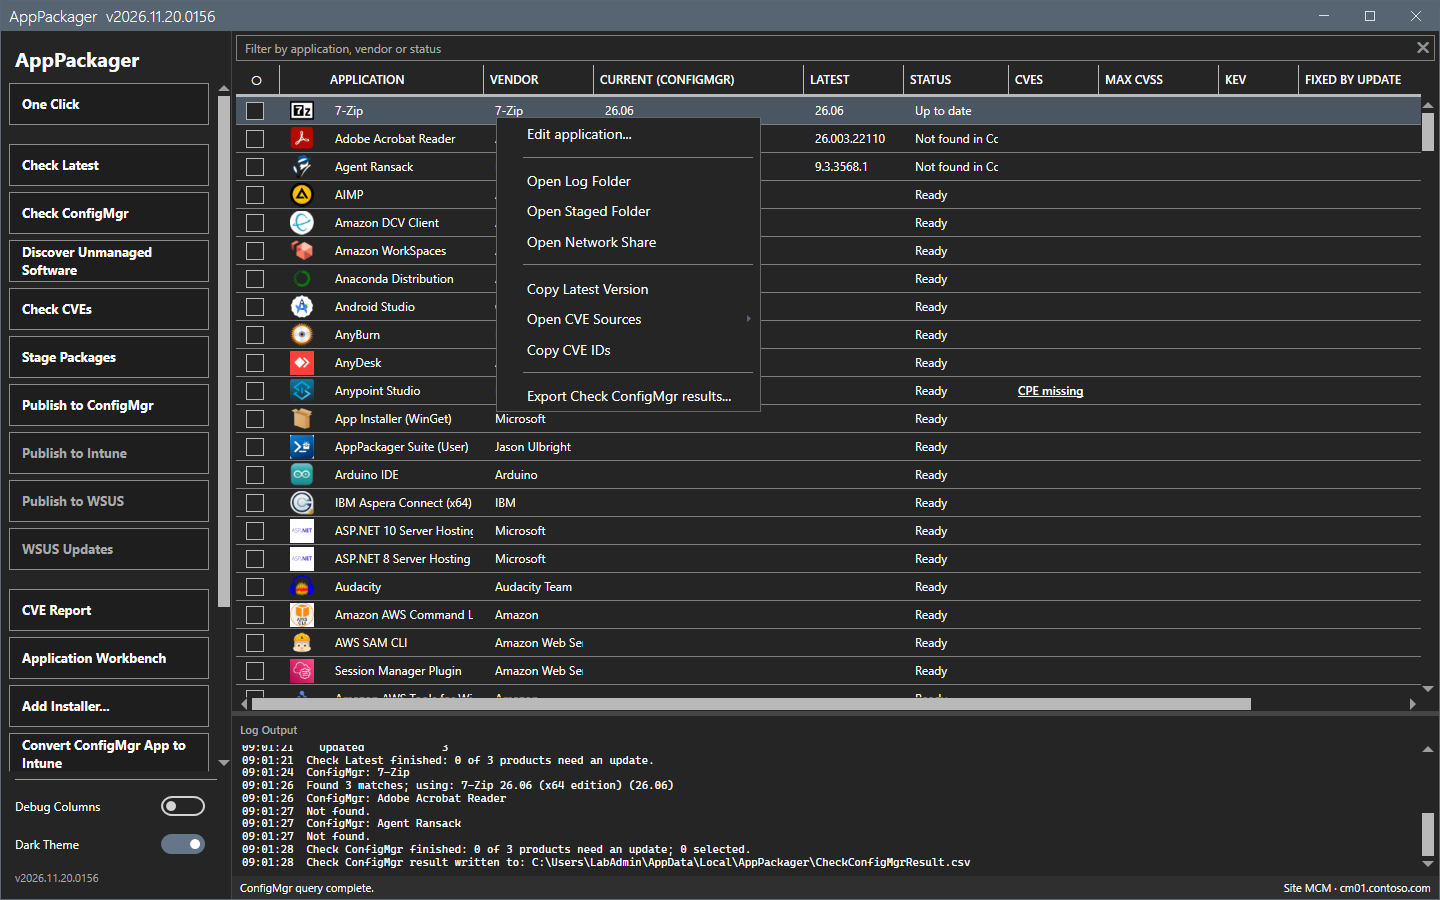 AppPackager v2026.11.20.0156
AppPackager
One Click
Check Latest
Check ConfigMgr
Discover Unmanaged
Software
Check CVEs
Stage Packages
Publish to ConfigMgr
Publish to Intune
Publish to WSUS
WSUS Updates
CVE Report
Application Workbench
Add Installer...
Convert ConfigMgr App to
Intune
Debug Columns
Dark Theme
v2026.11.20.0156
Filter by application, vendor or status
APPLICATION VENDOR CURRENT (CONFIGMGR) LATEST STATUS CVES MAX CVSS KEV FIXED BY UPDATE
7-Zip 7-Zip 26.06 26.06 Up to date
Adobe Acrobat Reader 26.003.22110 Not found in Cc
Agent Ransack 9.3.3568.1 Not found in Cc
AIMP Ready
Amazon DCV Client Ready
Amazon WorkSpaces Ready
Anaconda Distribution Ready
Android Studio Ready
AnyBurn Ready
AnyDesk Ready
Anypoint Studio Ready CPE missing
App Installer (WinGet) Microsoft Ready
AppPackager Suite (User) Jason Ulbright Ready
Arduino IDE Arduino Ready
IBM Aspera Connect (x64) IBM Ready
ASP.NET 10 Server Hosting Microsoft Ready
ASP.NET 8 Server Hosting Microsoft Ready
Audacity Audacity Team Ready
Amazon AWS Command L Amazon Ready
AWS SAM CLI Amazon Web Ser Ready
Session Manager Plugin Amazon Web Ser Ready
Amazon AWS Tools for Wi Amazon Ready
Edit application...
Open Log Folder
Open Staged Folder
Open Network Share
Copy Latest Version
Open CVE Sources
Copy CVE IDs
Export Check ConfigMgr results...
Log Output
09:01:21 Updated 3
09:01:21 Check Latest finished: 0 of 3 products need an update.
09:01:24 ConfigMgr: 7-Zip
09:01:26 Found 3 matches; using: 7-Zip 26.06 (x64 edition) (26.06)
09:01:26 ConfigMgr: Adobe Acrobat Reader
09:01:27 Not found.
09:01:27 ConfigMgr: Agent Ransack
09:01:27 Not found.
09:01:28 Check ConfigMgr finished: 0 of 3 products need an update; 0 selected.
09:01:28 Check ConfigMgr result written to: C:\Users\LabAdmin\AppData\Local\AppPackager\CheckConfigMgrResult.csv
ConfigMgr query complete.
Site MCM · cm01.contoso.com